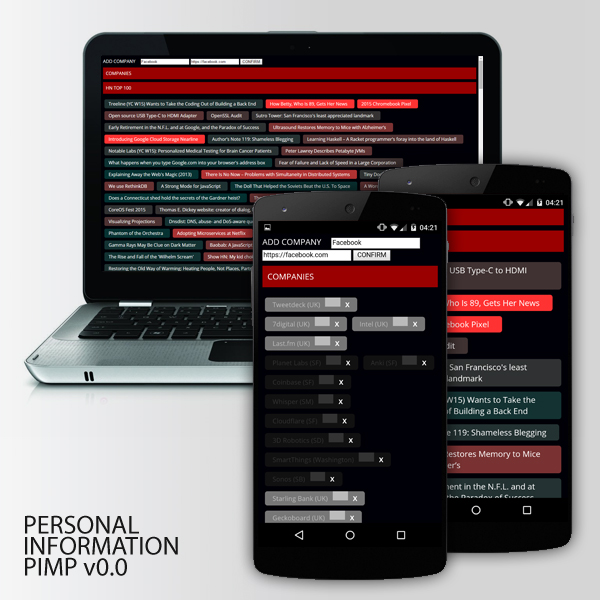 ADD COMPANY Facebook https://facebook.com CONFIRM
COMPANIES
HN TOP 100
Treeline (YC W15) Wants to Take the Coding Out of Building a Back End How Betty, Who Is 89, Gets Her News 2015 Chromebook Pixel
Open source USB Type C to HDMI Adapter OpenSSL Audit Sutro Tower: San Francisco's least appreciated landmark
Early Retirement in the N.F.L. and at Google, and the Paradox of Success Ultrasound Restores Memory to Mice with Alzheimer's
Introducing Google Cloud Storage Nearline Author's Note 119: Shameless Blegging Learning Haskell – A Racket programmer's foray into the land of Haskell
Notable Labs (YC W15): Personalized Medical Testing for Brain Cancer Patients Peter Lawrey Describes Petabyte JVMs
What happens when you type Google.com into your browser's address box Fear of Failure and Lack of Speed in a Large Corporation
Explaining Away the Web's Magic (2013) There Is No Now – Problems with Simultaneity in Distributed Systems Tiny
We use RethinkDB A Strong Mode for JavaScript The Doll That Helped the Soviets Beat the U.S. To Space A Wo
Does a Connecticut shed hold the secrets of the Gardner heist?
CoreOS Fest 2015 Thomas E. Dickey website: creator of dialog,
Visualizing Projections Dnsdist: DNS, abuse- and DoS-aware
Phantom of the Orchestra Adopting Microservices at Netflix
Gamma Rays May Be Clue on Dark Matter Baobab: A JavaScript
The Rise and Fall of the 'Wilhelm Scream' Show HN: My kid
Restoring the Old Way of Warming: Heating People, Not Places
04:21
ADD COMPANY Facebook
https://facebook.com CONFIRM
COMPANIES
Tweetdeck (UK) X
7digital (UK) X Intel (UK) X
Last.fm (UK) X
Planet Labs (SF) X Anki (SF) X
Coinbase (SF) X
Whisper (SM) X
Cloudflare (SF) X
3D Robotics (SD) X
SmartThings (Washington) X
Sonos (SB) X
Starling Bank (UK) X
Geckoboard (UK) X
04:21
USB Type-C to HDMI
Who Is 89, Gets Her News
ebook Pixel
dit
San Francisco's least
landmark
W15) Wants to Take the
of Building a Back End
e 119: Shameless Blegging
Restores Memory to Mice
er's
ment in the N.F.L. and at
the Paradox of Success
PERSONAL
INFORMATION
PIMP v0.0